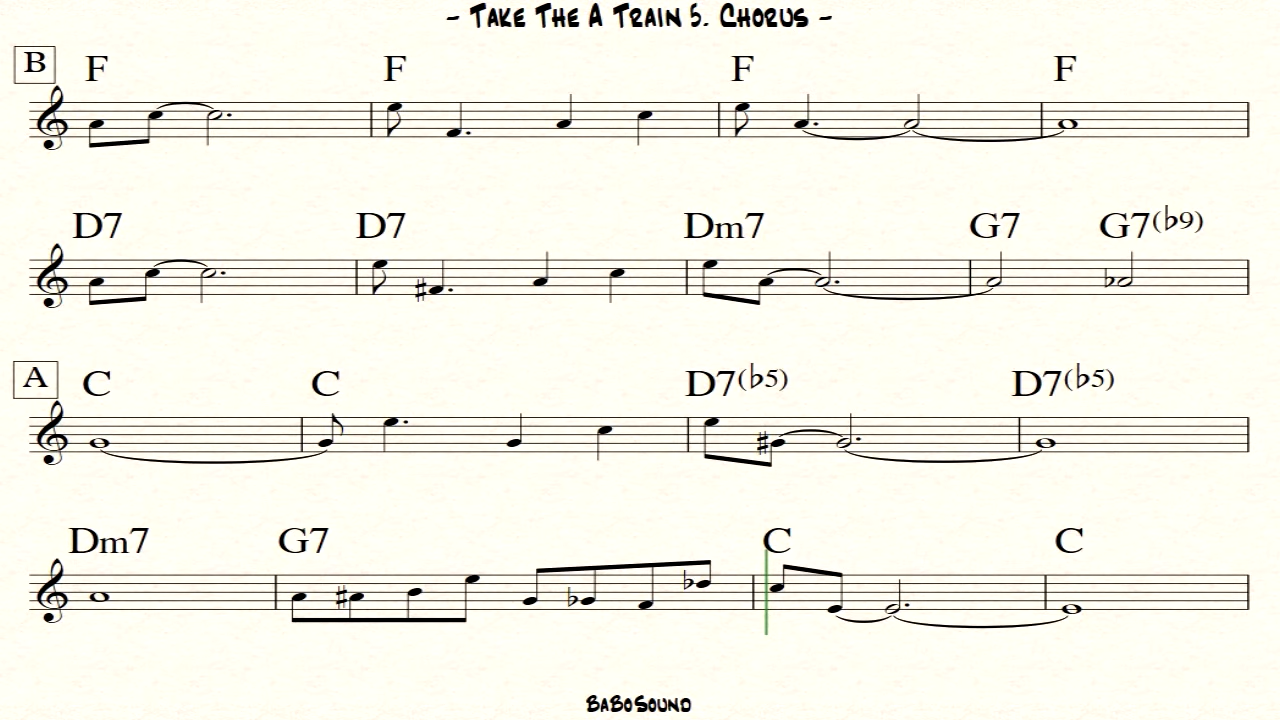 - Take The A Train 5. Chorus -
B F F F F
D7 D7 Dm7 G7 G7(♭9)
A C C D7(♭5) D7(♭5)
Dm7 G7 C C
BaBoSound